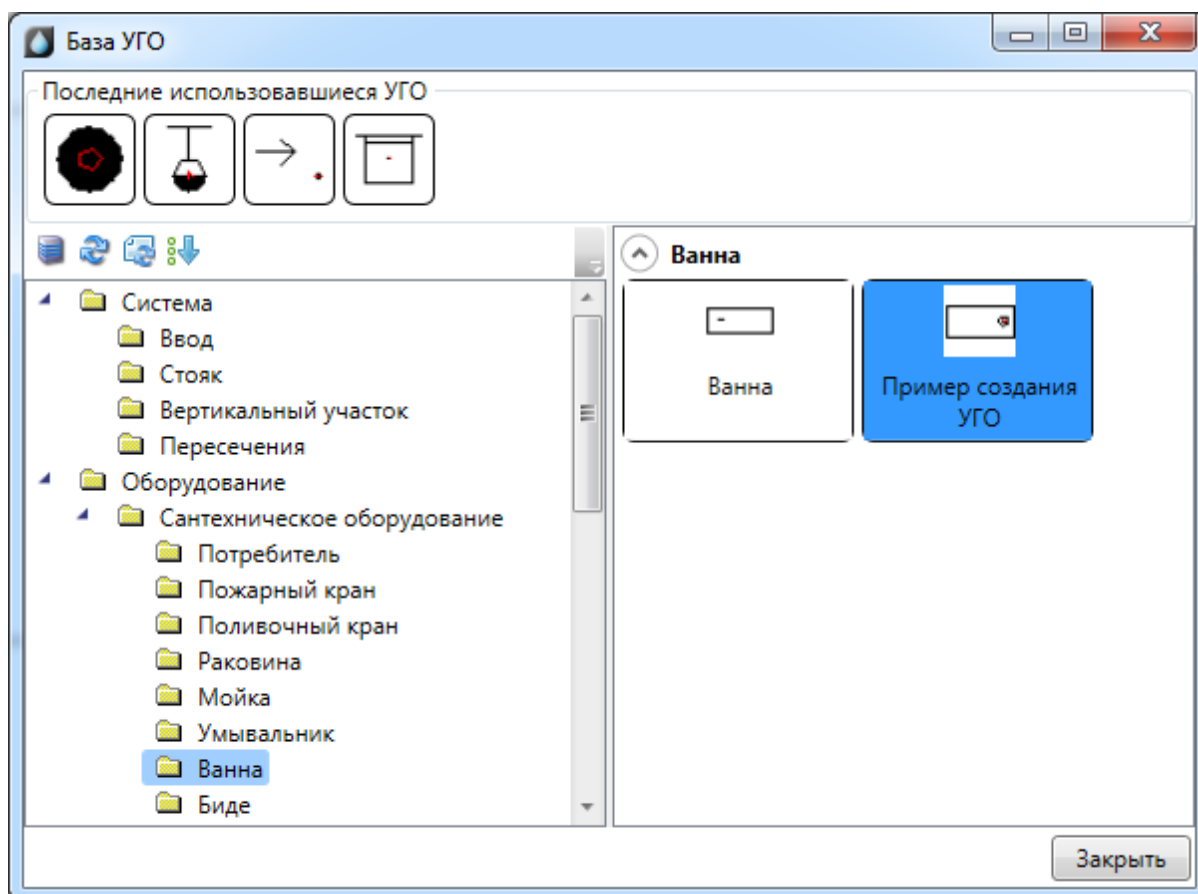 База УГО
Последние использовавшиеся УГО
Система
Ввод
Стояк
Вертикальный участок
Пересечения
Оборудование
Сантехническое оборудование
Потребитель
Пожарный кран
Поливочный кран
Раковина
Мойка
Умывальник
Ванна
Биде
Ванна
Ванна
Пример создания
УГО
Закрыть